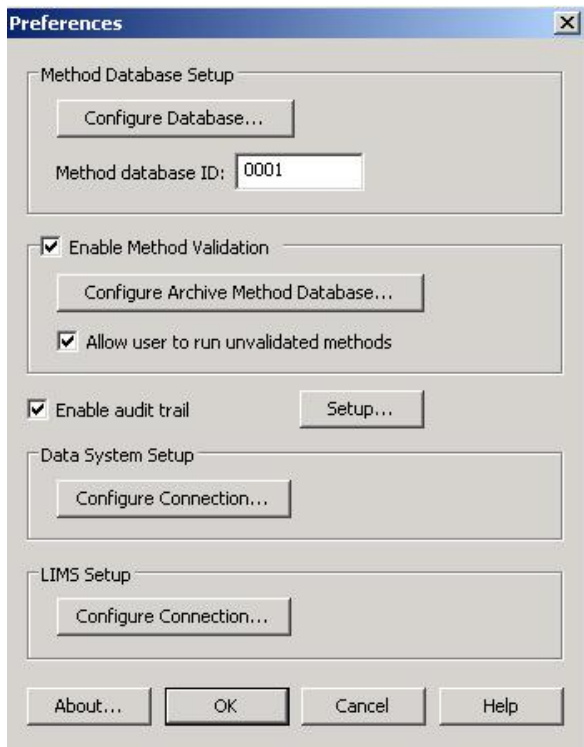 Preferences
Method Database Setup
Configure Database...
Method database ID: 0001
Enable Method Validation
Configure Archive Method Database...
Allow user to run unvalidated methods
Enable audit trail Setup...
Data System Setup
Configure Connection...
LIMS Setup
Configure Connection...
About... OK Cancel Help